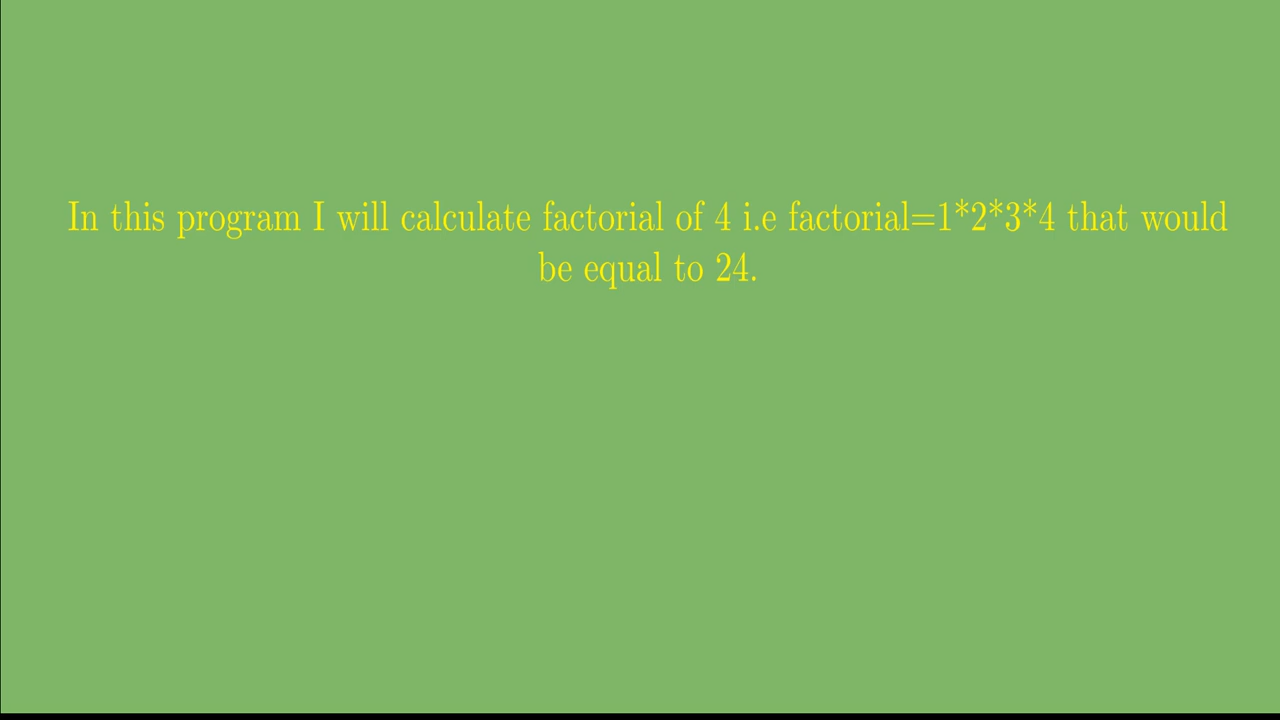 In this program I will calculate factorial of 4 i.e factorial=1*2*3*4 that would
be equal to 24.